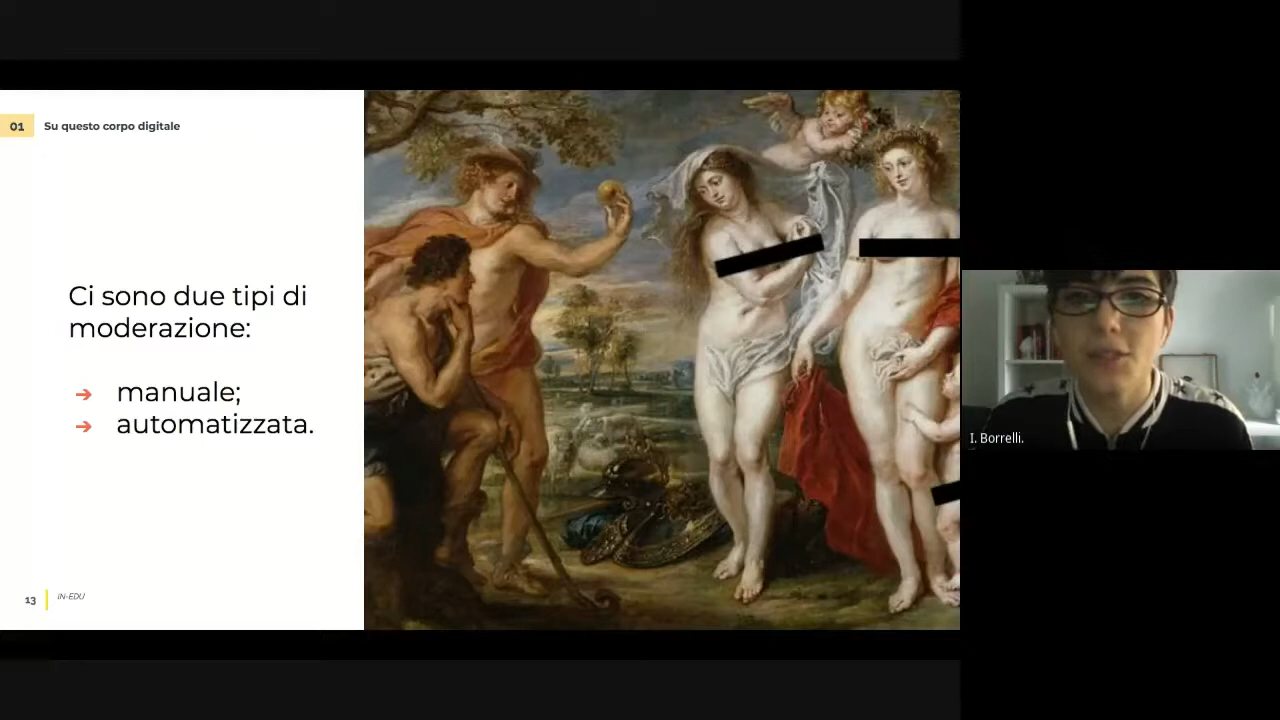 01 Su questo corpo digitale
Ci sono due tipi di
moderazione:
➔ manuale;
➔ automatizzata.
13 IN-EDU
I. Borrelli.